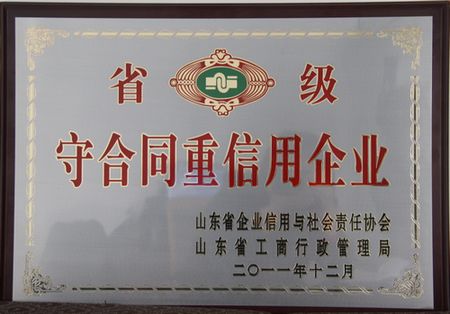 省 级
守合同重信用企业
山东省企业信用与社会责任协会
山东省工商行政管理局
二〇一一年十二月